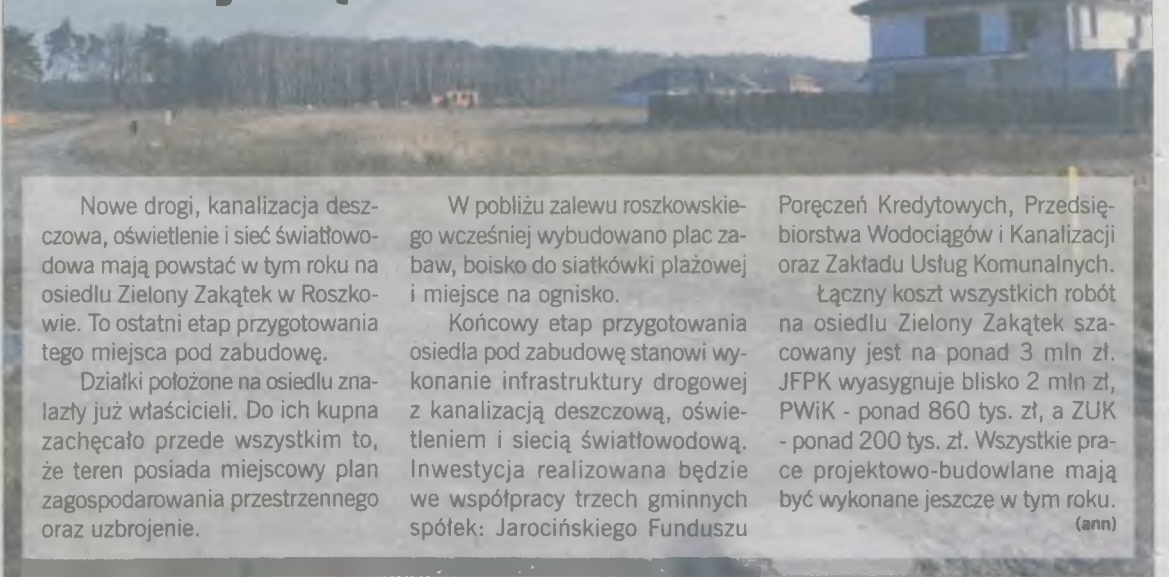 Nowe drogi, kanalizacja desz-
czowa, oświetlenie i sieć światłowo-
dowa mają powstać w tym roku na
osiedlu Zielony Zakątek w Roszko-
wie. To ostatni etap przygotowania
tego miejsca pod zabudowę.
Działki położone na osiedlu zna-
lazły już właścicieli. Do ich kupna
zachęcało przede wszystkim to,
że teren posiada miejscowy plan
zagospodarowania przestrzennego
oraz uzbrojenie.
W pobliżu zalewu roszkowskie-
go wcześniej wybudowano plac za-
baw, boisko do siatkówki plażowej
i miejsce na ognisko.
Końcowy etap przygotowania
osiedla pod zabudowę stanowi wy-
konanie infrastruktury drogowej
z kanalizacją deszczową, oświe-
tleniem i siecią światłowodową.
Inwestycja realizowana będzie
we współpracy trzech gminnych
spółek: Jarocińskiego Funduszu
Poręczeń Kredytowych, Przedsię-
biorstwa Wodociągów i Kanalizacji
oraz Zakładu Usług Komunalnych.
Łączny koszt wszystkich robót
na osiedlu Zielony Zakątek sza-
cowany jest na ponad 3 mln zł.
JFPK wyasygnuje blisko 2 mln zł,
PWiK - ponad 860 tys. zł, a ZUK
- ponad 200 tys. zł. Wszystkie pra-
ce projektowo-budowlane mają
być wykonane jeszcze w tym roku.
(ann)